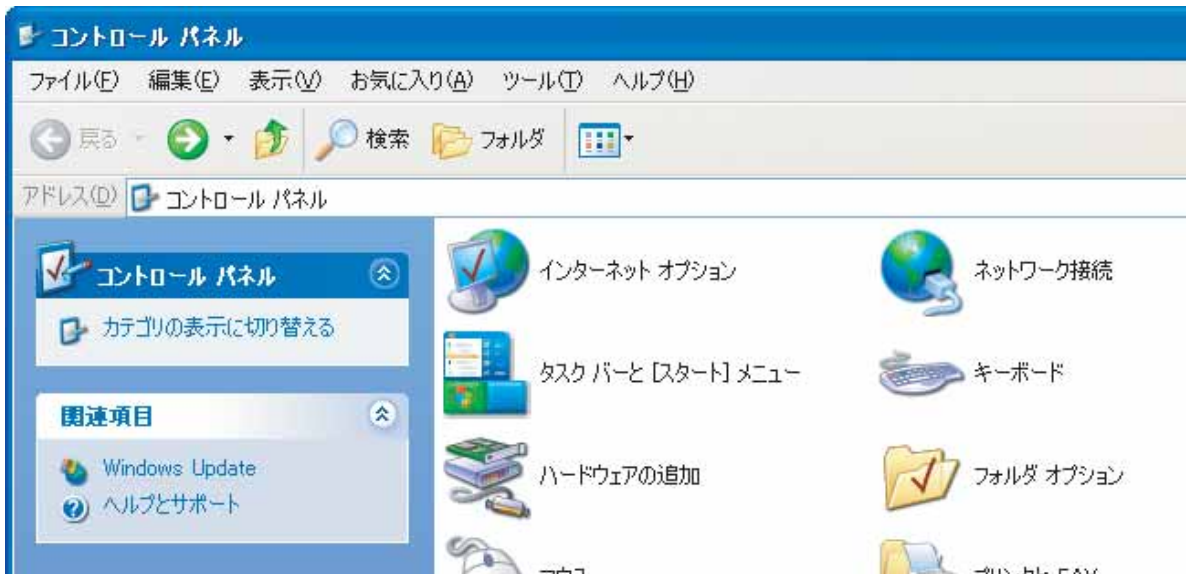 コントロール パネル
ファイル(F) 編集(E) 表示(V) お気に入り(A) ツール(T) ヘルプ(H)
戻る 検索 フォルダ
アドレス(D) コントロール パネル
コントロール パネル
カテゴリの表示に切り替える
関連項目
Windows Update
ヘルプとサポート
インターネット オプション
ネットワーク接続
タスク バーと [スタート] メニュー
キーボード
ハードウェアの追加
フォルダ オプション